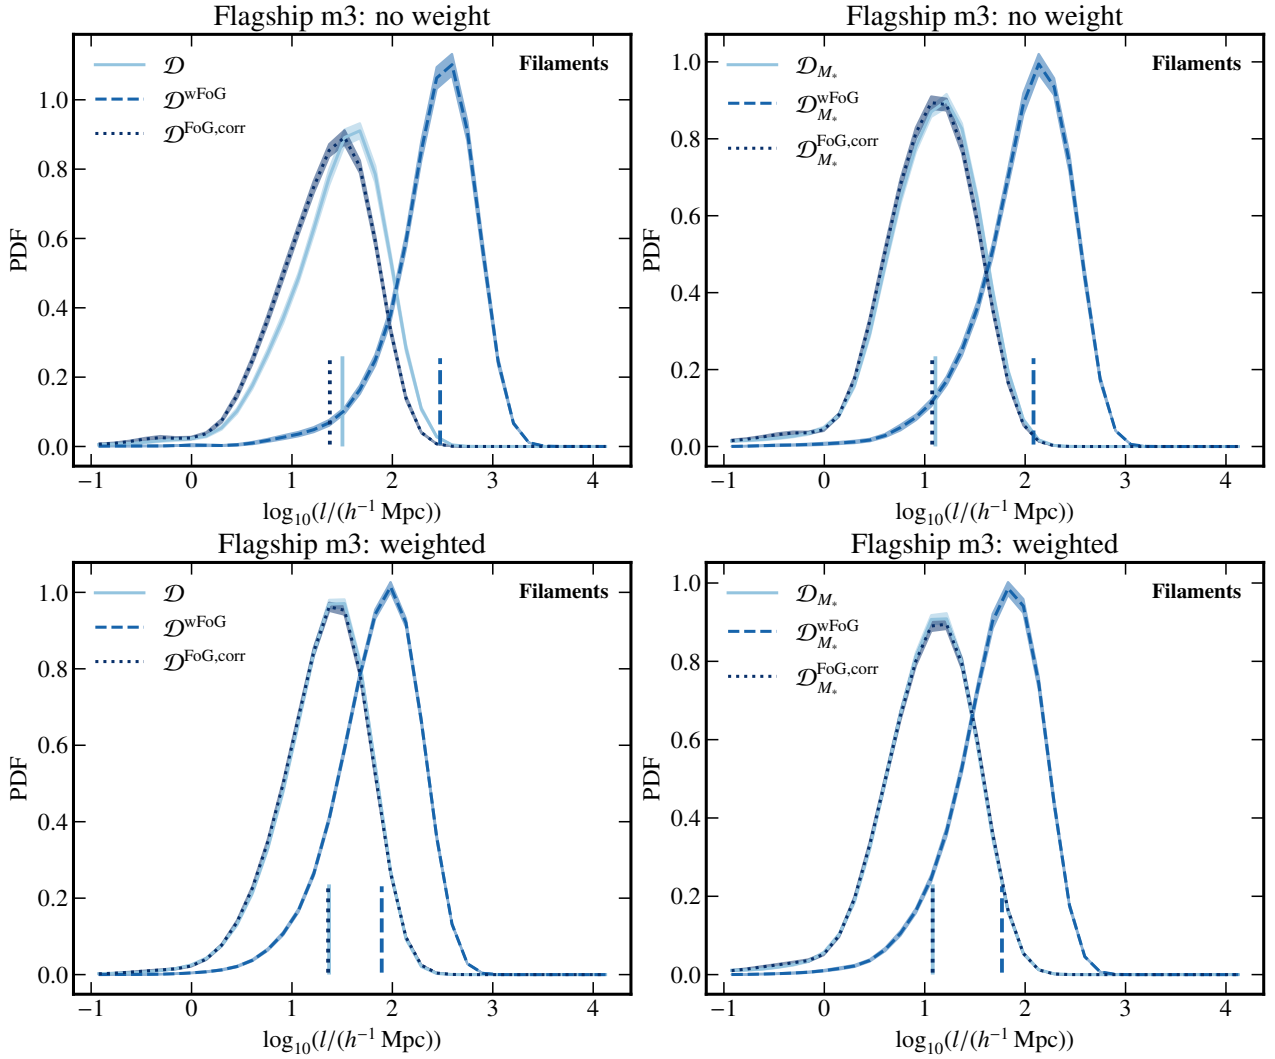 Flagship m3: no weight
Filaments
𝒟
𝒟^wFoG
𝒟^FoG,corr
PDF
1.0
0.8
0.6
0.4
0.2
0.0
−1 0 1 2 3 4
log₁₀(l/(h⁻¹ Mpc))
Flagship m3: no weight
Filaments
𝒟_M*
𝒟_M*^wFoG
𝒟_M*^FoG,corr
PDF
1.0
0.8
0.6
0.4
0.2
0.0
−1 0 1 2 3 4
log₁₀(l/(h⁻¹ Mpc))
Flagship m3: weighted
Filaments
𝒟
𝒟^wFoG
𝒟^FoG,corr
PDF
1.0
0.8
0.6
0.4
0.2
0.0
−1 0 1 2 3 4
log₁₀(l/(h⁻¹ Mpc))
Flagship m3: weighted
Filaments
𝒟_M*
𝒟_M*^wFoG
𝒟_M*^FoG,corr
PDF
1.0
0.8
0.6
0.4
0.2
0.0
−1 0 1 2 3 4
log₁₀(l/(h⁻¹ Mpc))